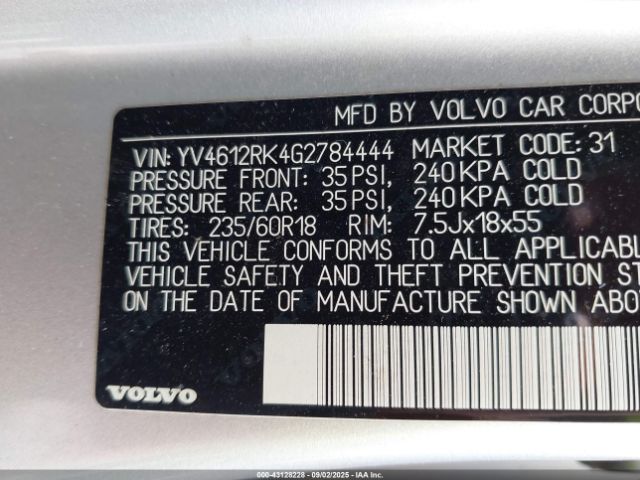 MFD BY VOLVO CAR CORPO
VIN: YV4612RK4G2784444 MARKET CODE: 31
PRESSURE FRONT: 35 PSI, 240 KPA COLD
PRESSURE REAR: 35 PSI, 240 KPA COLD
TIRES: 235/60R18 RIM: 7.5Jx18x55
THIS VEHICLE CONFORMS TO ALL APPLICABL
VEHICLE SAFETY AND THEFT PREVENTION ST
ON THE DATE OF MANUFACTURE SHOWN ABO
VOLVO
000-43128228 - 09/02/2025 - IAA Inc.